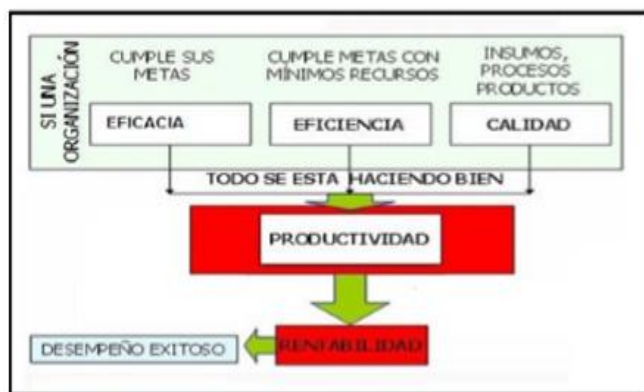 SI UNA
ORGANIZACIÓN
CUMPLE SUS
METAS
EFICACIA
CUMPLE METAS CON
MÍNIMOS RECURSOS
EFICIENCIA
INSUMOS,
PROCESOS
PRODUCTOS
CALIDAD
TODO SE ESTA HACIENDO BIEN
PRODUCTIVIDAD
RENTABILIDAD
DESEMPEÑO EXITOSO